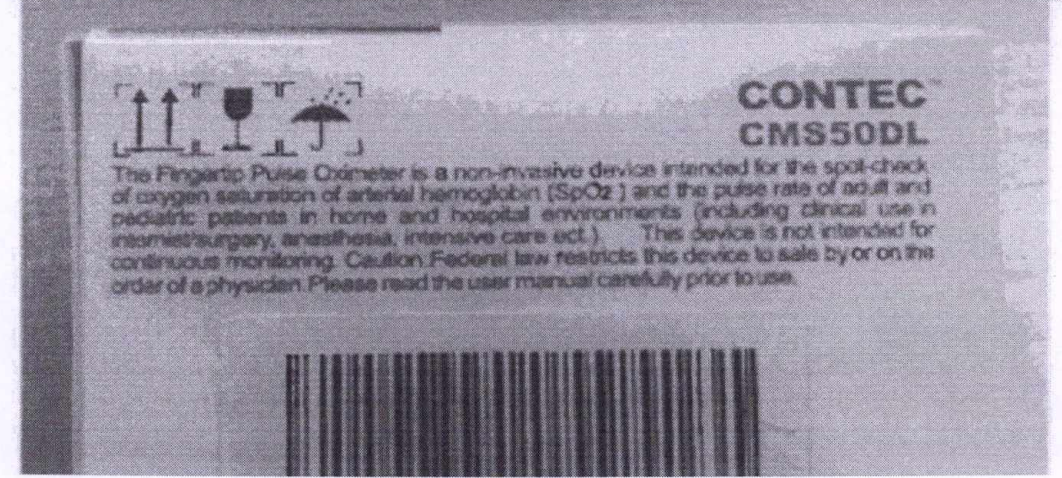 CONTEC™
CMS50DL
The Fingertip Pulse Oximeter is a non-invasive device intended for the spot-check
of oxygen saturation of arterial hemoglobin (SpO2 ) and the pulse rate of adult and
pediatric patients in home and hospital environments (including clinical use in
internist/surgery, anesthesia, intensive care ect.). This device is not intended for
continuous monitoring. Caution:Federal law restricts this device to sale by or on the
order of a physician.Please read the user manual carefully prior to use.